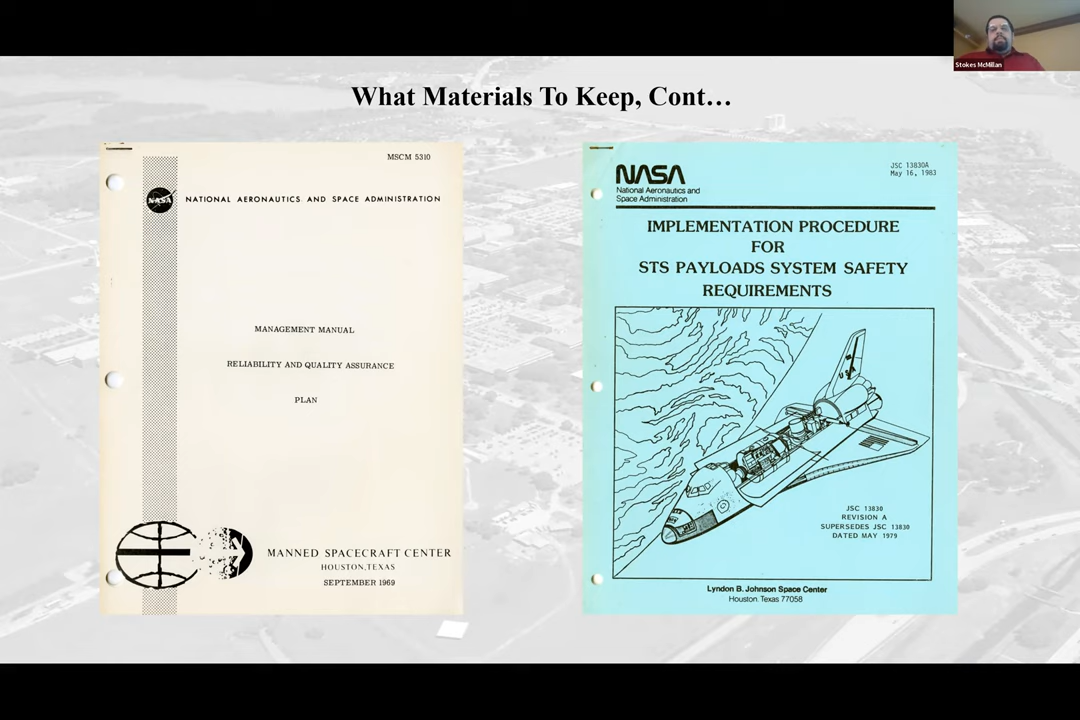 Stokes McMillan
What Materials To Keep, Cont…
MSCM 5310
NASA
NATIONAL AERONAUTICS AND SPACE ADMINISTRATION
MANAGEMENT MANUAL
RELIABILITY AND QUALITY ASSURANCE
PLAN
MANNED SPACECRAFT CENTER
HOUSTON, TEXAS
SEPTEMBER 1969
JSC 13830A
May 16, 1983
NASA
National Aeronautics and
Space Administration
IMPLEMENTATION PROCEDURE
FOR
STS PAYLOADS SYSTEM SAFETY
REQUIREMENTS
USA
JSC 13830
REVISION A
SUPERSEDES JSC 13830
DATED MAY 1979
Lyndon B. Johnson Space Center
Houston, Texas 77058